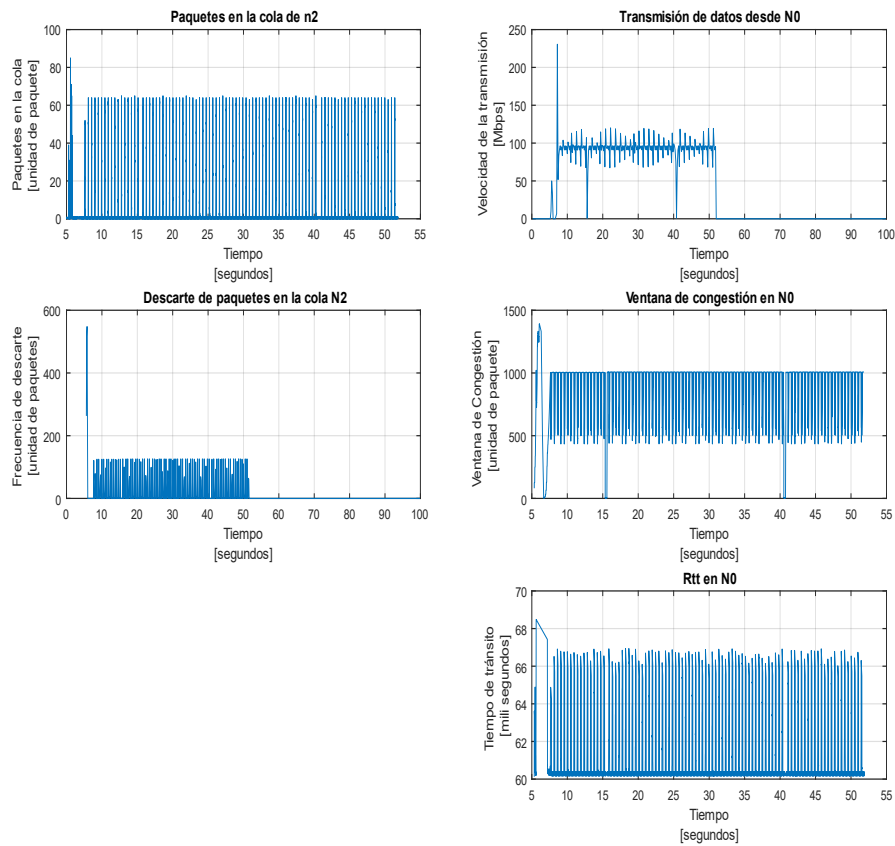 Paquetes en la cola de n2
100
80
60
40
20
0
Paquetes en la cola
[unidad de paquete]
5 10 15 20 25 30 35 40 45 50 55
Tiempo
[segundos]
Transmisión de datos desde N0
250
200
150
100
50
0
Velocidad de la transmisión
[Mbps]
0 10 20 30 40 50 60 70 80 90 100
Tiempo
[segundos]
Descarte de paquetes en la cola N2
600
400
200
0
Frecuencia de descarte
[unidad de paquetes]
0 10 20 30 40 50 60 70 80 90 100
Tiempo
[segundos]
Ventana de congestión en N0
1500
1000
500
0
Ventana de Congestión
[unidad de paquete]
5 10 15 20 25 30 35 40 45 50 55
Tiempo
[segundos]
Rtt en N0
70
68
66
64
62
60
Tiempo de tránsito
[mili segundos]
5 10 15 20 25 30 35 40 45 50 55
Tiempo
[segundos]